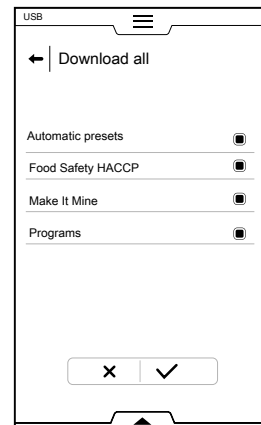 USB
Download all
Automatic presets
Food Safety HACCP
Make It Mine
Programs